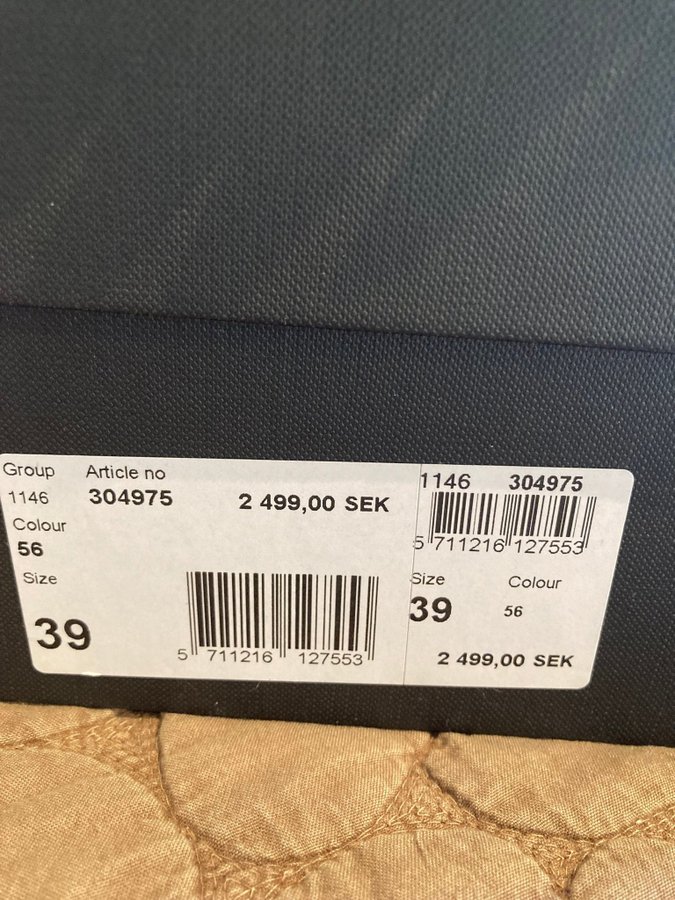 Group Article no
1146 304975 2 499,00 SEK
Colour
56
Size
39
5 711216 127553
1146 304975
5 711216 127553
Size Colour
39 56
2 499,00 SEK